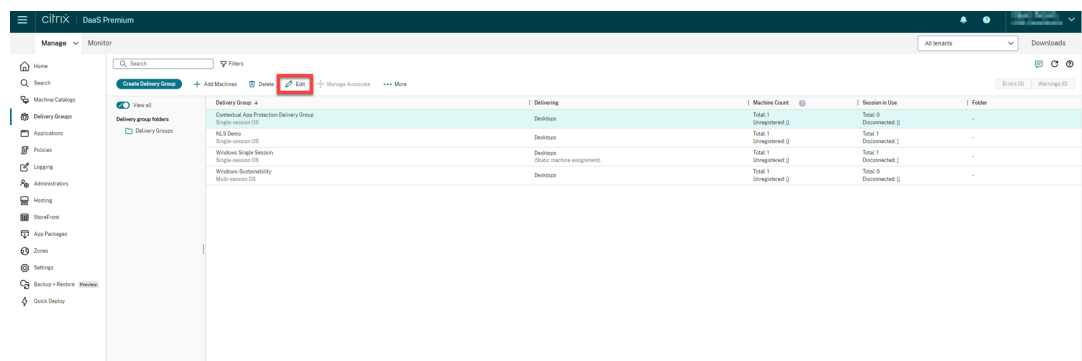 citrix | DaaS Premium
Manage Monitor All tenants Downloads
Home
Search
Machine Catalogs
Delivery Groups
Applications
Policies
Logging
Administrators
Hosting
StoreFront
App Packages
Zones
Settings
Backup + Restore Preview
Quick Deploy
Search Filters
Create Delivery Group Add Machines Delete Edit Manage Autoscale More Errors (0) Warnings (0)
View all
Delivery group folders
Delivery Groups
Delivery Group ↓ Delivering Machine Count Session in Use Folder
Contextual App Protection Delivery Group Desktops Total: 1 Total: 0 -
Single-session OS Unregistered: 0 Disconnected: 0
NLS Demo Desktops Total: 1 Total: 1 -
Single-session OS Unregistered: 0 Disconnected: 1
Windows Single Session Desktops Total: 1 Total: 1 -
Single-session OS (Static machine assignment) Unregistered: 0 Disconnected: 1
Windows-Sustainability Desktops Total: 1 Total: 0 -
Multi-session OS Unregistered: 0 Disconnected: 0